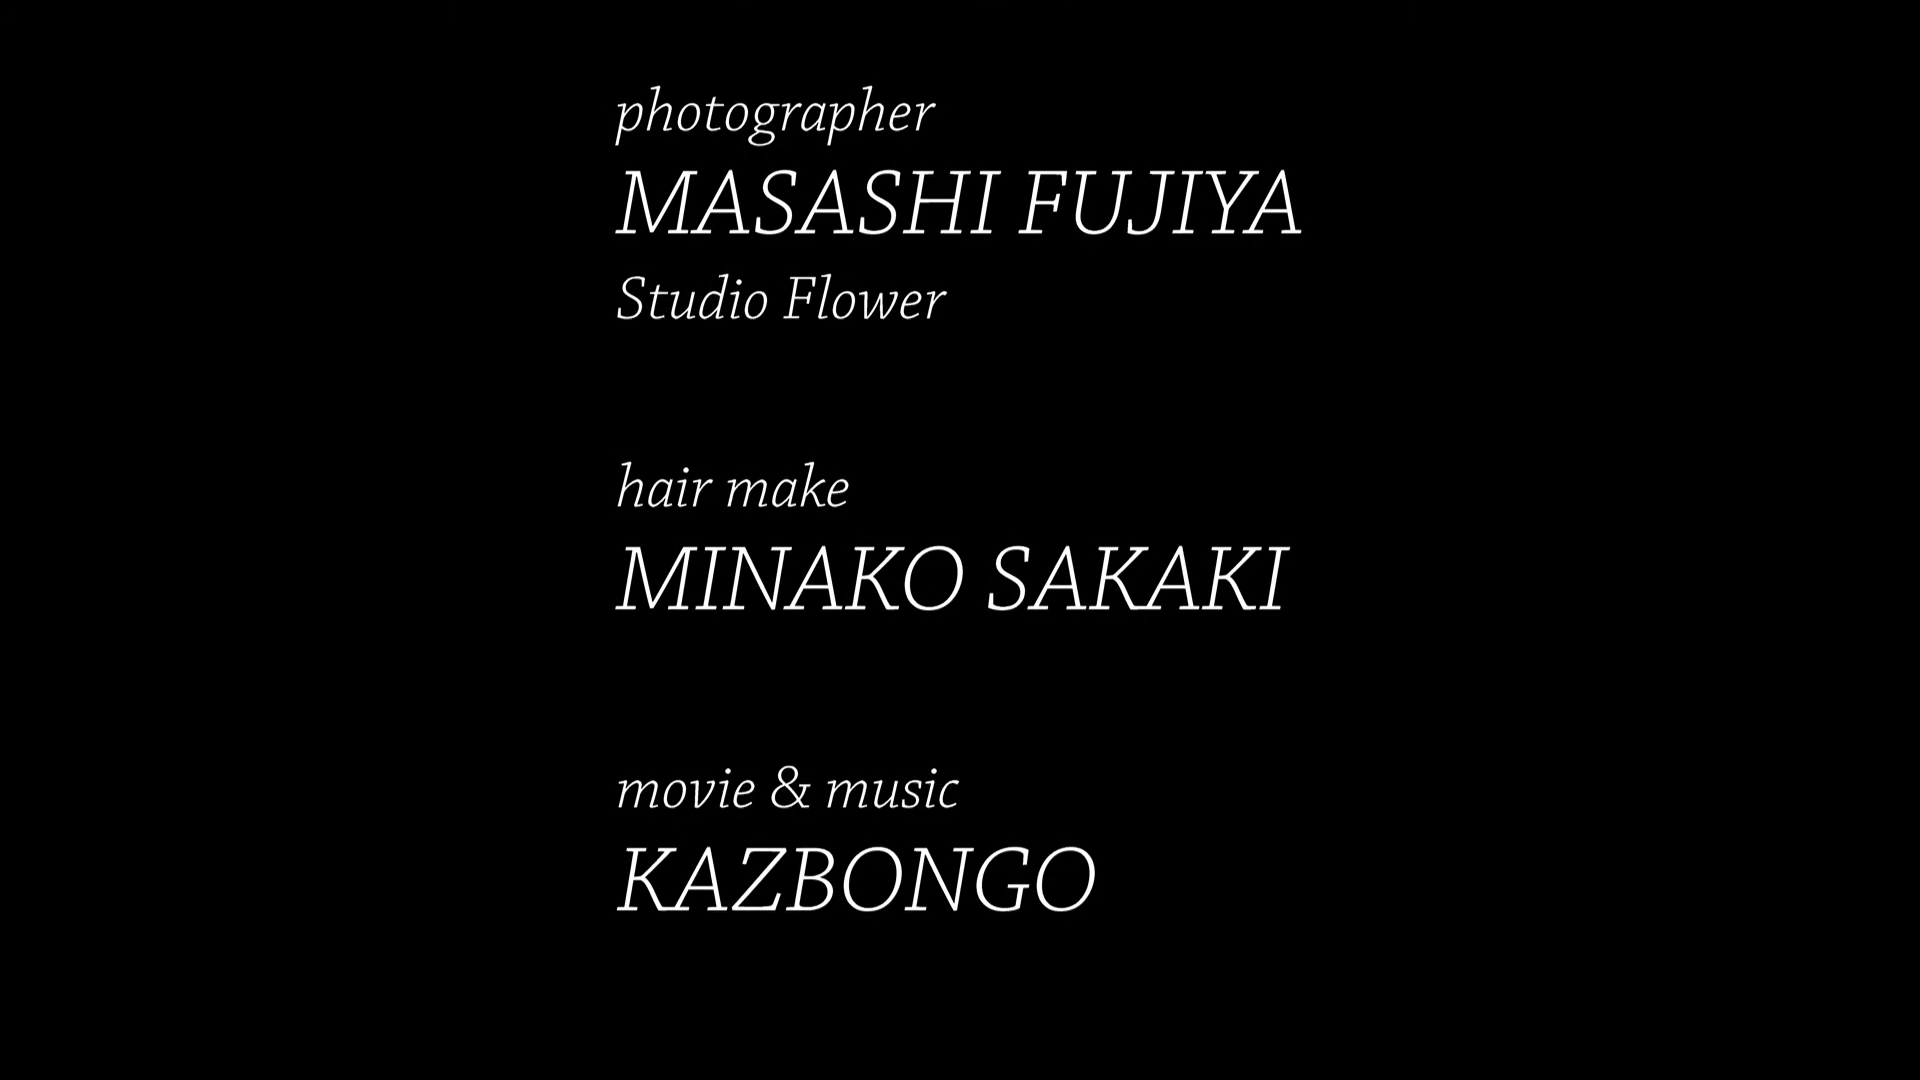 photographer
MASASHI FUJIYA
Studio Flower
hair make
MINAKO SAKAKI
movie & music
KAZBONGO